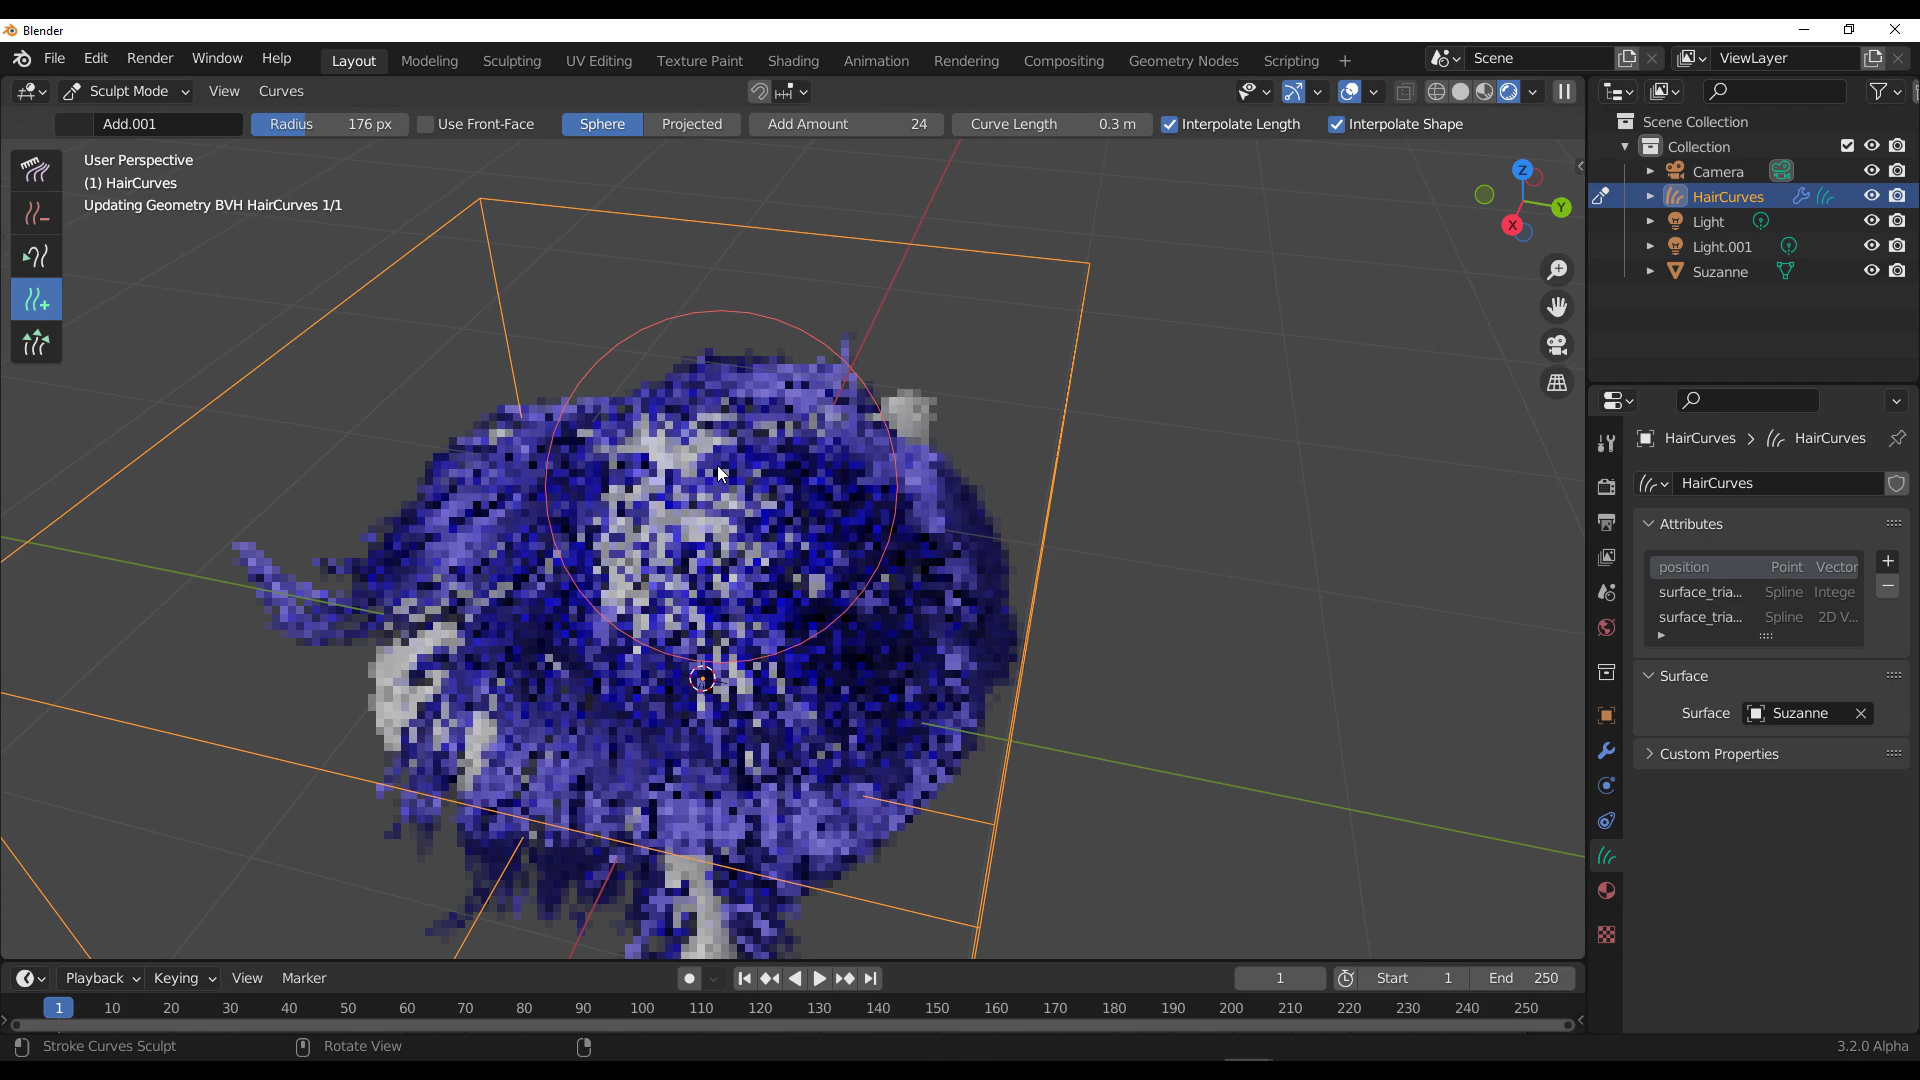 Blender
File Edit Render Window Help Layout Modeling Sculpting UV Editing Texture Paint Shading Animation Rendering Compositing Geometry Nodes Scripting + Scene ViewLayer
Sculpt Mode View Curves
Add.001 Radius 176 px Use Front-Face Sphere Projected Add Amount 24 Curve Length 0.3 m Interpolate Length Interpolate Shape
User Perspective
(1) HairCurves
Updating Geometry BVH HairCurves 1/1
Z
Y
X
Scene Collection
Collection
Camera
HairCurves
Light
Light.001
Suzanne
HairCurves > HairCurves
HairCurves
Attributes
position Point Vector
surface_tria... Spline Intege
surface_tria... Spline 2D V...
Surface
Surface Suzanne
Custom Properties
Playback Keying View Marker 1 Start 1 End 250
1 10 20 30 40 50 60 70 80 90 100 110 120 130 140 150 160 170 180 190 200 210 220 230 240 250
Stroke Curves Sculpt Rotate View 3.2.0 Alpha